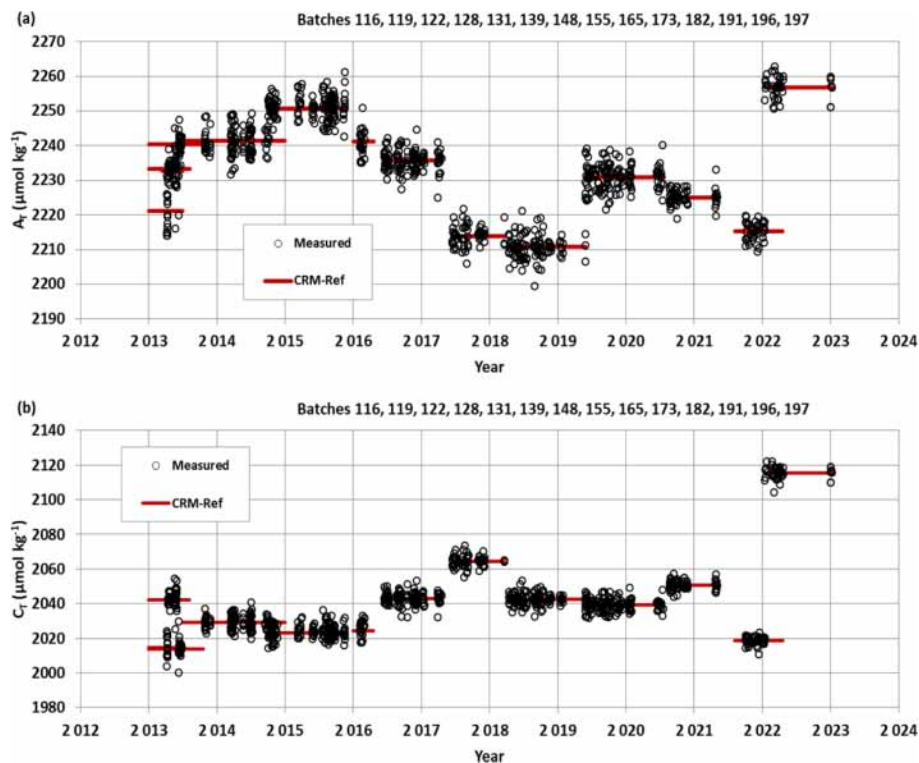 (a)
Batches 116, 119, 122, 128, 131, 139, 148, 155, 165, 173, 182, 191, 196, 197
2270
2260
2250
2240
2230
2220
2210
2200
2190
A_T (µmol kg⁻¹)
Measured
CRM-Ref
2 012 2 013 2 014 2 015 2 016 2 017 2 018 2 019 2 020 2 021 2 022 2 023 2 024
Year
(b)
Batches 116, 119, 122, 128, 131, 139, 148, 155, 165, 173, 182, 191, 196, 197
2140
2120
2100
2080
2060
2040
2020
2000
1980
C_T (µmol kg⁻¹)
Measured
CRM-Ref
2 012 2 013 2 014 2 015 2 016 2 017 2 018 2 019 2 020 2 021 2 022 2 023 2 024
Year